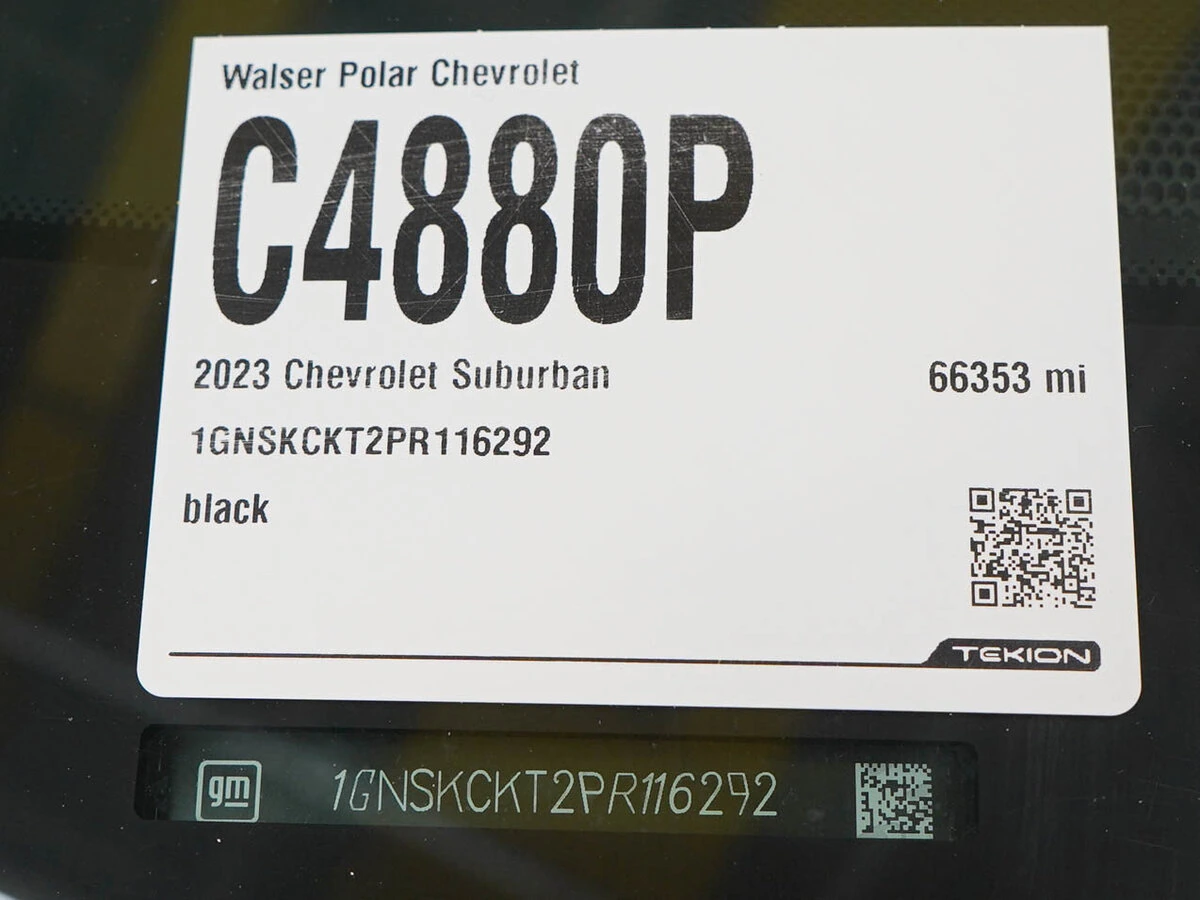 Walser Polar Chevrolet
C4880P
2023 Chevrolet Suburban 66353 mi
1GNSKCKT2PR116292
black
TEKION
gm 1GNSKCKT2PR116292